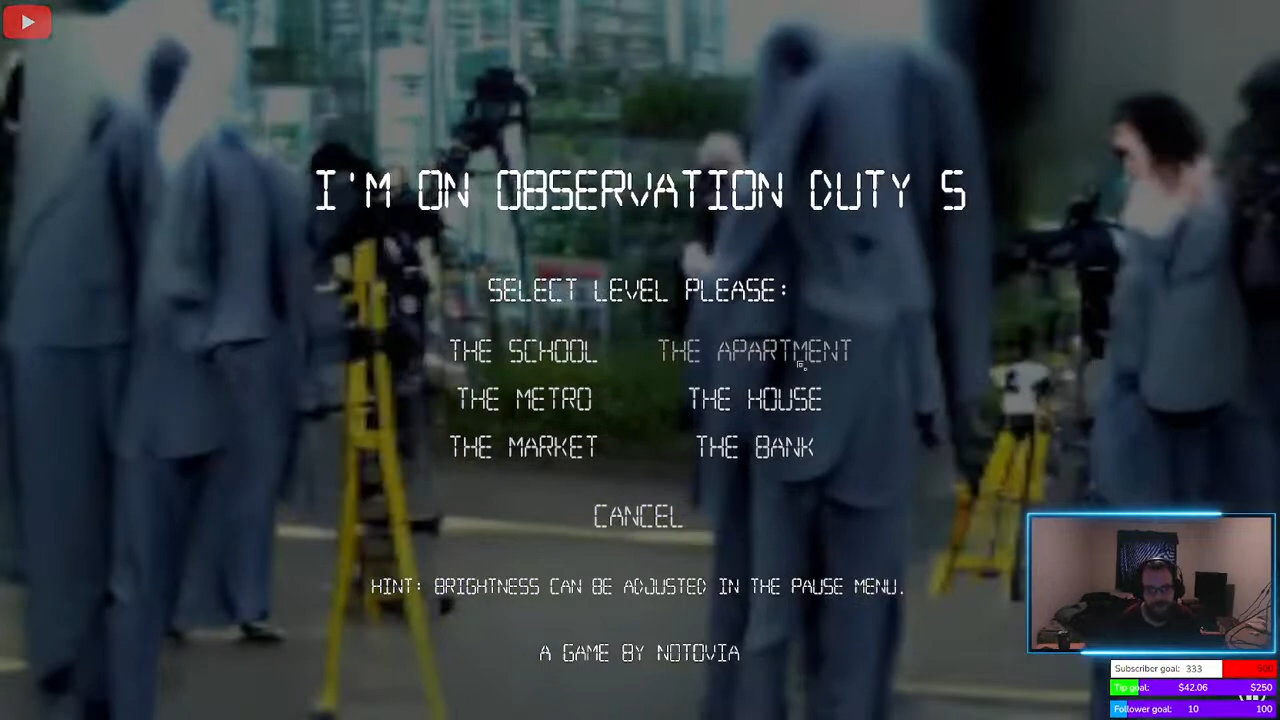 I'M ON OBSERVATION DUTY 5
SELECT LEVEL PLEASE:
THE SCHOOL THE APARTMENT
THE METRO THE HOUSE
THE MARKET THE BANK
CANCEL
HINT: BRIGHTNESS CAN BE ADJUSTED IN THE PAUSE MENU.
A GAME BY NOTOVIA
Subscriber goal: 333 500
Tip goal: $42.06 $250
Follower goal: 10 100